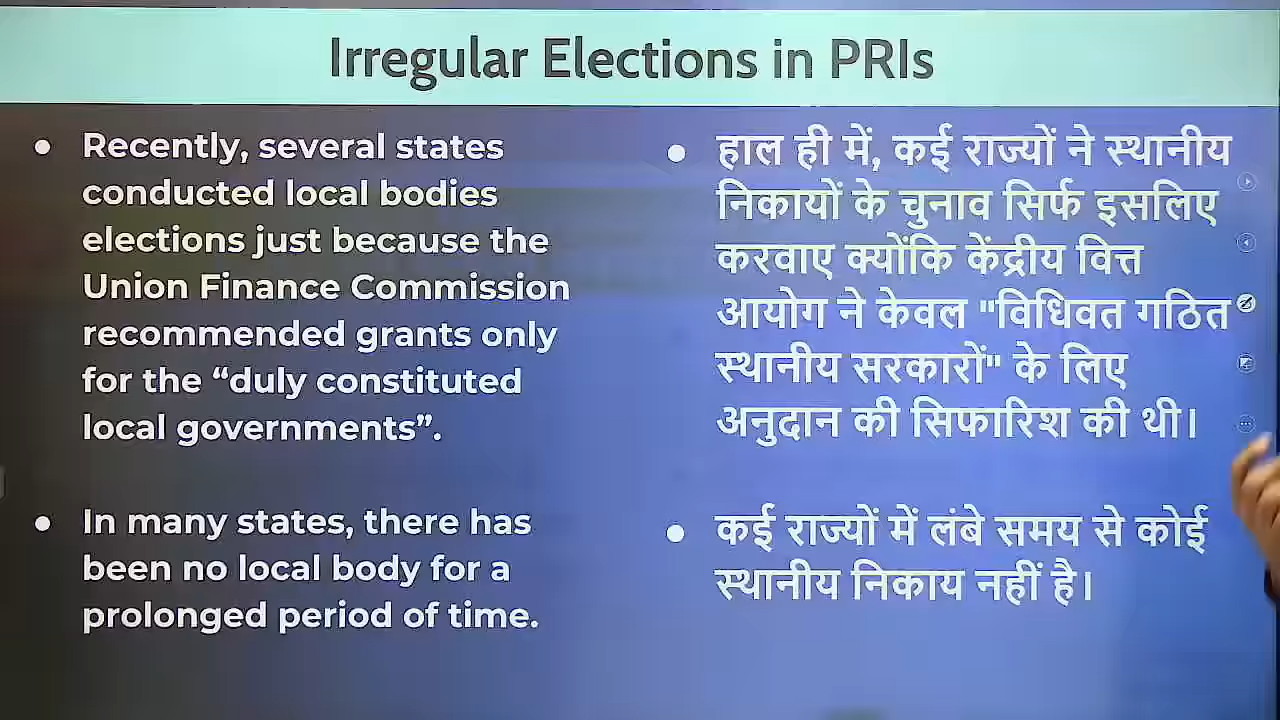 Irregular Elections in PRIs
● Recently, several states
conducted local bodies
elections just because the
Union Finance Commission
recommended grants only
for the “duly constituted
local governments”.
● In many states, there has
been no local body for a
prolonged period of time.
● हाल ही में, कई राज्यों ने स्थानीय
निकायों के चुनाव सिर्फ इसलिए
करवाए क्योंकि केंद्रीय वित्त
आयोग ने केवल "विधिवत गठित
स्थानीय सरकारों" के लिए
अनुदान की सिफारिश की थी।
● कई राज्यों में लंबे समय से कोई
स्थानीय निकाय नहीं है।